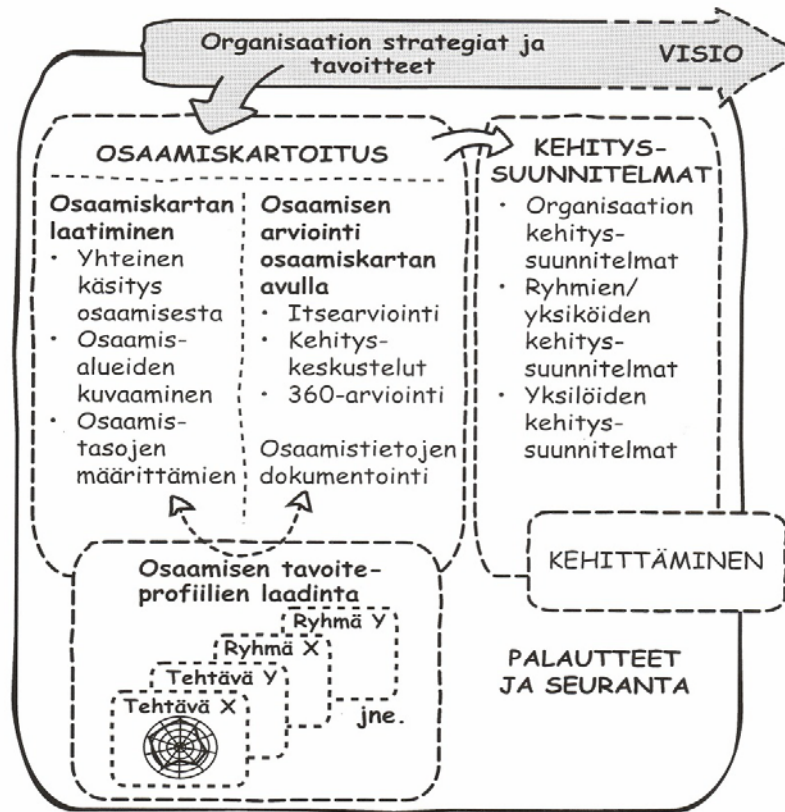 Organisaation strategiat ja
tavoitteet
VISIO
OSAAMISKARTOITUS
Osaamiskartan
laatiminen
• Yhteinen
käsitys
osaamisesta
• Osaamis-
alueiden
kuvaaminen
• Osaamis-
tasojen
määrittämien
Osaamisen
arviointi
osaamiskartan
avulla
• Itsearviointi
• Kehitys-
keskustelut
• 360-arviointi
Osaamistietojen
dokumentointi
KEHITYS-
SUUNNITELMAT
• Organisaation
kehitys-
suunnitelmat
• Ryhmien/
yksiköiden
kehitys-
suunnitelmat
• Yksilöiden
kehitys-
suunnitelmat
KEHITTÄMINEN
Osaamisen tavoite-
profiilien laadinta
Ryhmä Y
Ryhmä X
Tehtävä Y
Tehtävä X
jne.
PALAUTTEET
JA SEURANTA